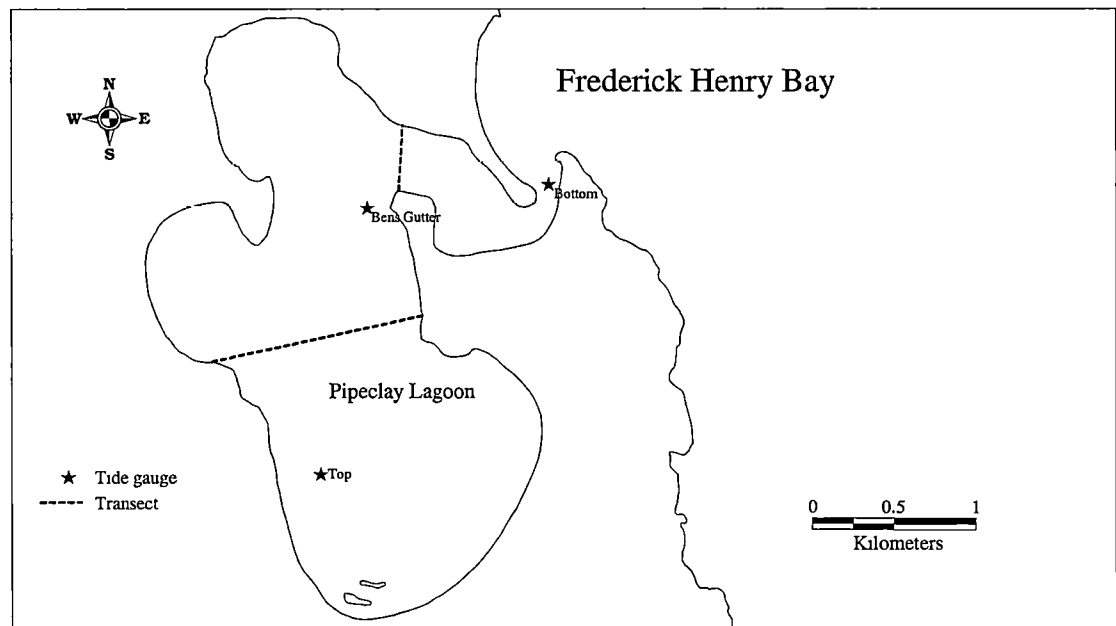 Frederick Henry Bay
N
W E
S
Bottom
Bens Gutter
Pipeclay Lagoon
Top
Tide gauge
Transect
0 0.5 1
Kilometers